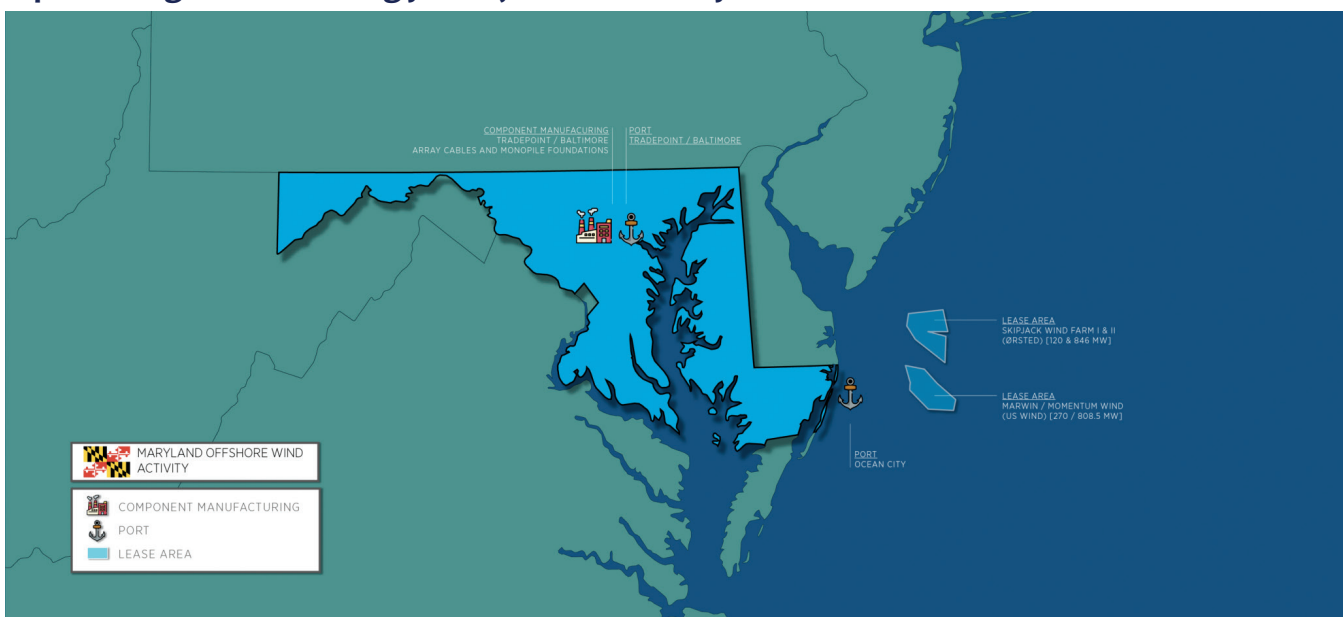 COMPONENT MANUFACURING
TRADEPOINT / BALTIMORE
ARRAY CABLES AND MONOPILE FOUNDATIONS
PORT
TRADEPOINT / BALTIMORE
LEASE AREA
SKIPJACK WIND FARM I & II
(ØRSTED) [120 & 846 MW]
LEASE AREA
MARWIN / MOMENTUM WIND
(US WIND) [270 / 808.5 MW]
PORT
OCEAN CITY
MARYLAND OFFSHORE WIND
ACTIVITY
COMPONENT MANUFACTURING
PORT
LEASE AREA